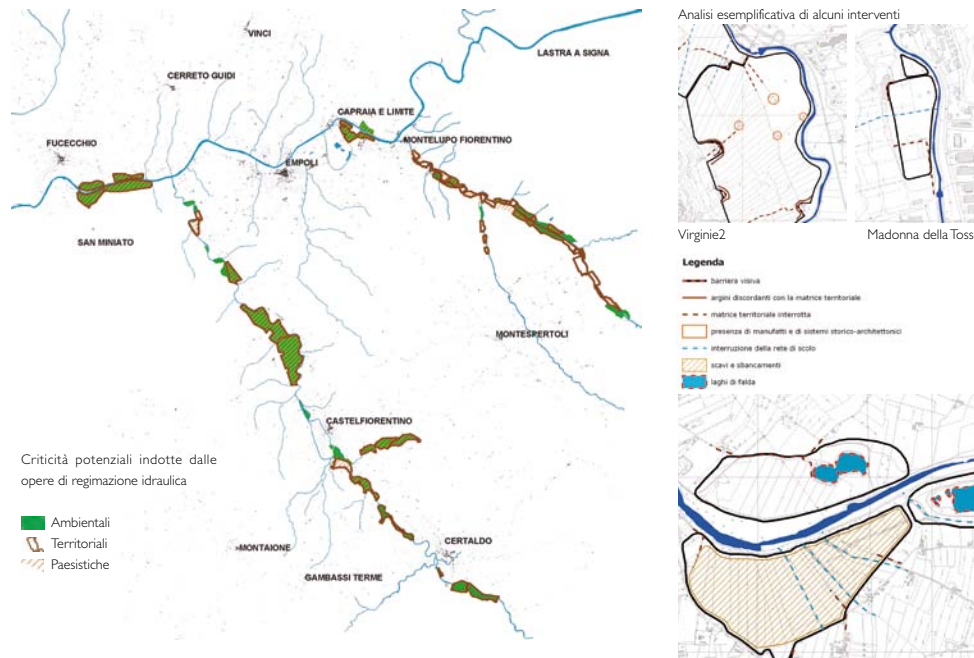 VINCI
LASTRA A SIGNA
CERRETO GUIDI
CAPRAIA E LIMITE
FUCECCHIO
MONTELUPO FIORENTINO
EMPOLI
SAN MINIATO
MONTESPERTOLI
CASTELFIORENTINO
CERTALDO
MONTAIONE
GAMBASSI TERME
Criticità potenziali indotte dalle
opere di regimazione idraulica
Ambientali
Territoriali
Paesistiche
Analisi esemplificativa di alcuni interventi
Virginie2
Madonna della Toss
Legenda
barriera visiva
argini discordanti con la matrice territoriale
matrice territoriale interrotta
presenza di manufatti e di sistemi storico-architettonici
interruzione della rete di scolo
scavi e sbancamenti
laghi di falda